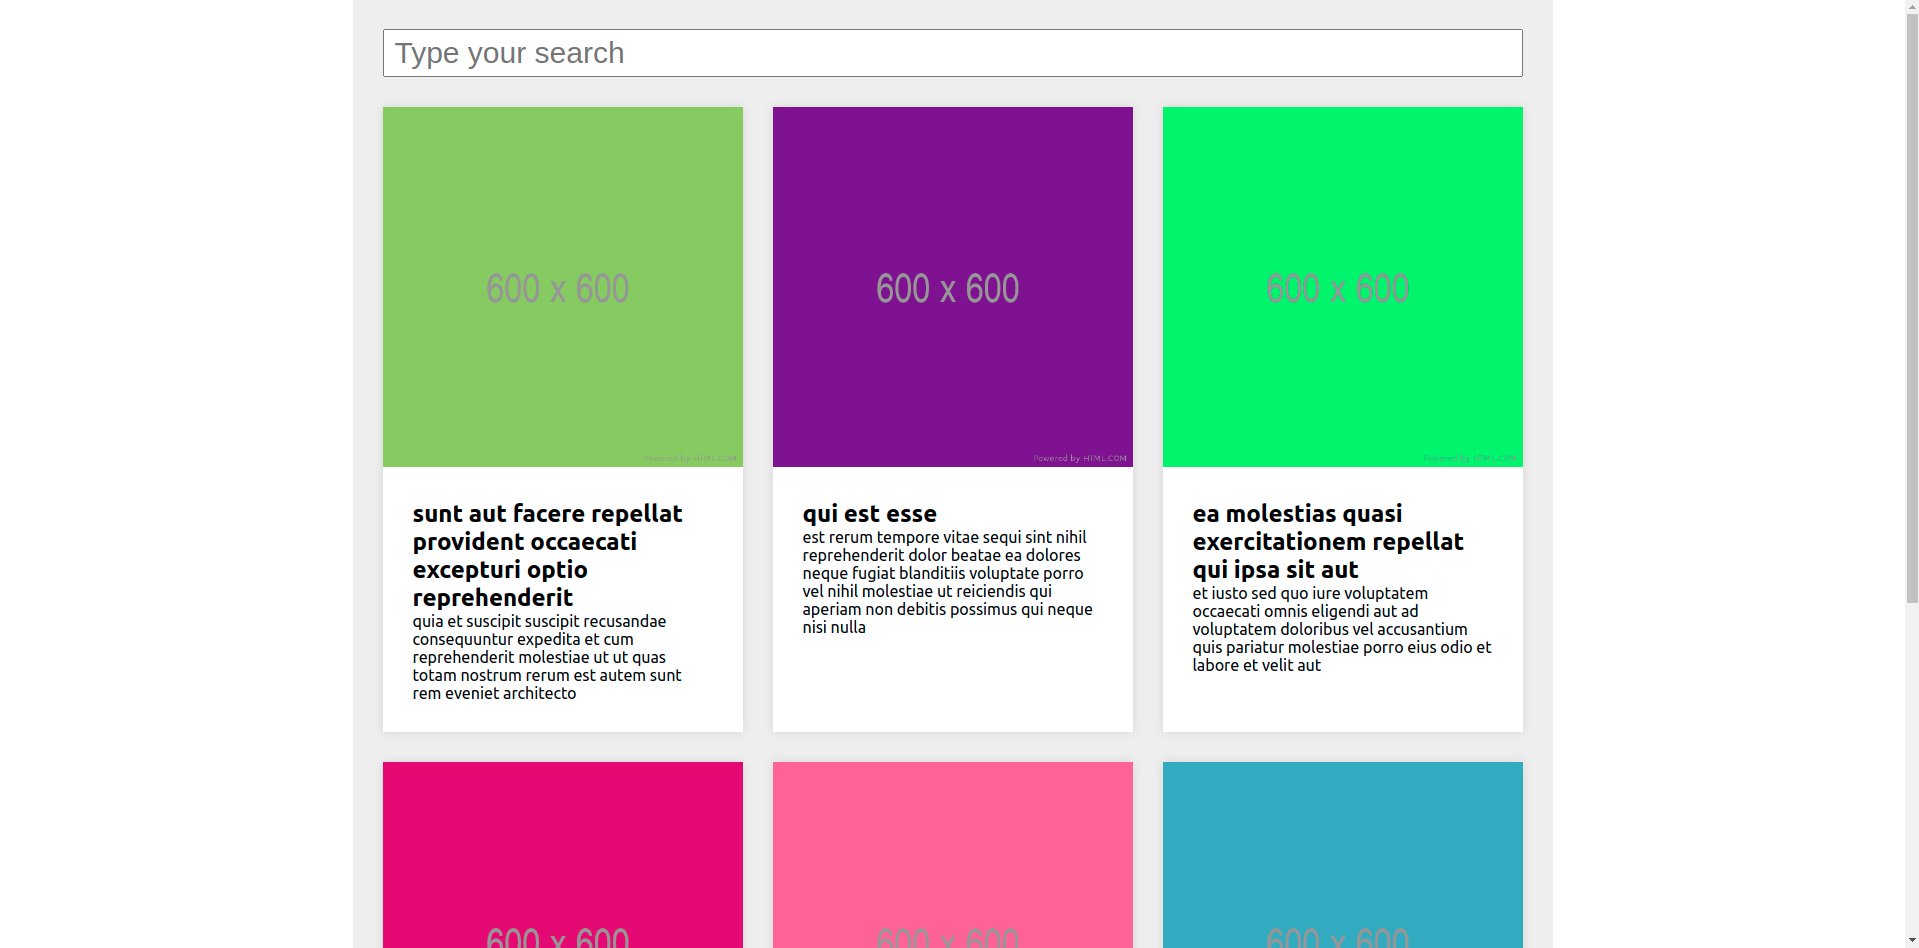 Type your search
600 x 600
600 x 600
600 x 600
Powered by HTML.COM
Powered by HTML.COM
Powered by HTML.COM
sunt aut facere repellat
provident occaecati
excepturi optio
reprehenderit
quia et suscipit suscipit recusandae
consequuntur expedita et cum
reprehenderit molestiae ut ut quas
totam nostrum rerum est autem sunt
rem eveniet architecto
qui est esse
est rerum tempore vitae sequi sint nihil
reprehenderit dolor beatae ea dolores
neque fugiat blanditiis voluptate porro
vel nihil molestiae ut reiciendis qui
aperiam non debitis possimus qui neque
nisi nulla
ea molestias quasi
exercitationem repellat
qui ipsa sit aut
et iusto sed quo iure voluptatem
occaecati omnis eligendi aut ad
voluptatem doloribus vel accusantium
quis pariatur molestiae porro eius odio et
labore et velit aut
600 x 600
600 x 600
600 x 600